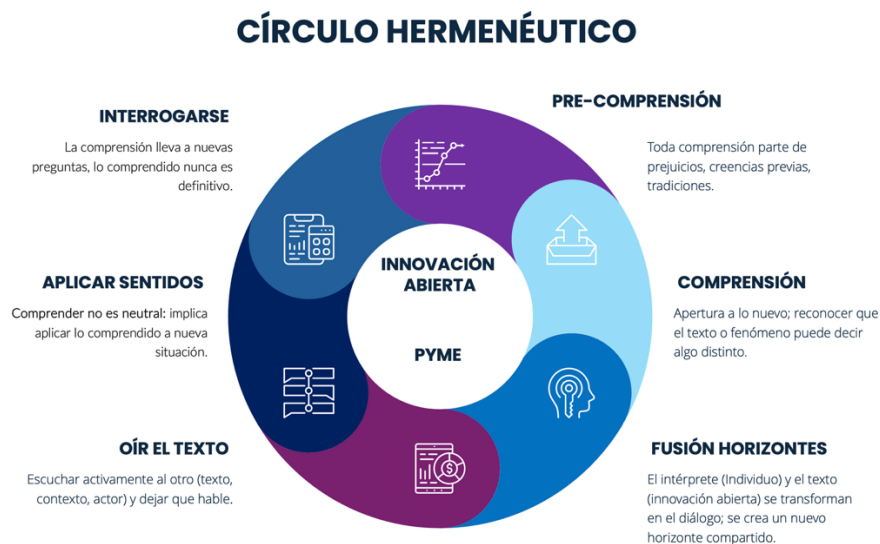 CÍRCULO HERMENÉUTICO
PRE-COMPRENSIÓN
Toda comprensión parte de
prejuicios, creencias previas,
tradiciones.
COMPRENSIÓN
Apertura a lo nuevo; reconocer que
el texto o fenómeno puede decir
algo distinto.
FUSIÓN HORIZONTES
El intérprete (Individuo) y el texto
(innovación abierta) se transforman
en el diálogo; se crea un nuevo
horizonte compartido.
OÍR EL TEXTO
Escuchar activamente al otro (texto,
contexto, actor) y dejar que hable.
APLICAR SENTIDOS
Comprender no es neutral: implica
aplicar lo comprendido a nueva
situación.
INTERROGARSE
La comprensión lleva a nuevas
preguntas, lo comprendido nunca es
definitivo.
INNOVACIÓN
ABIERTA
PYME
$